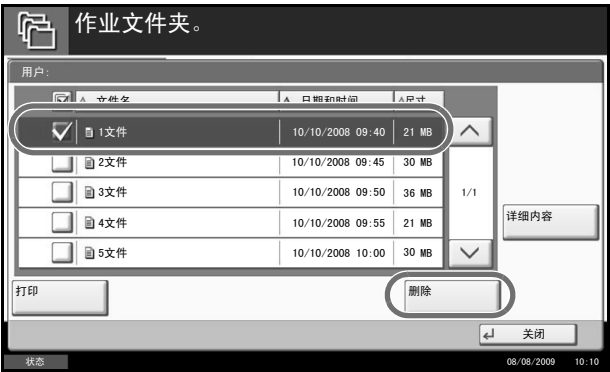 作业文件夹。
用户:
文件名 日期和时间 尺寸
1文件 10/10/2008 09:40 21 MB
2文件 10/10/2008 09:45 30 MB
3文件 10/10/2008 09:50 36 MB 1/1
4文件 10/10/2008 09:55 21 MB
5文件 10/10/2008 10:00 30 MB
详细内容
打印 删除
关闭
状态 08/08/2009 10:10